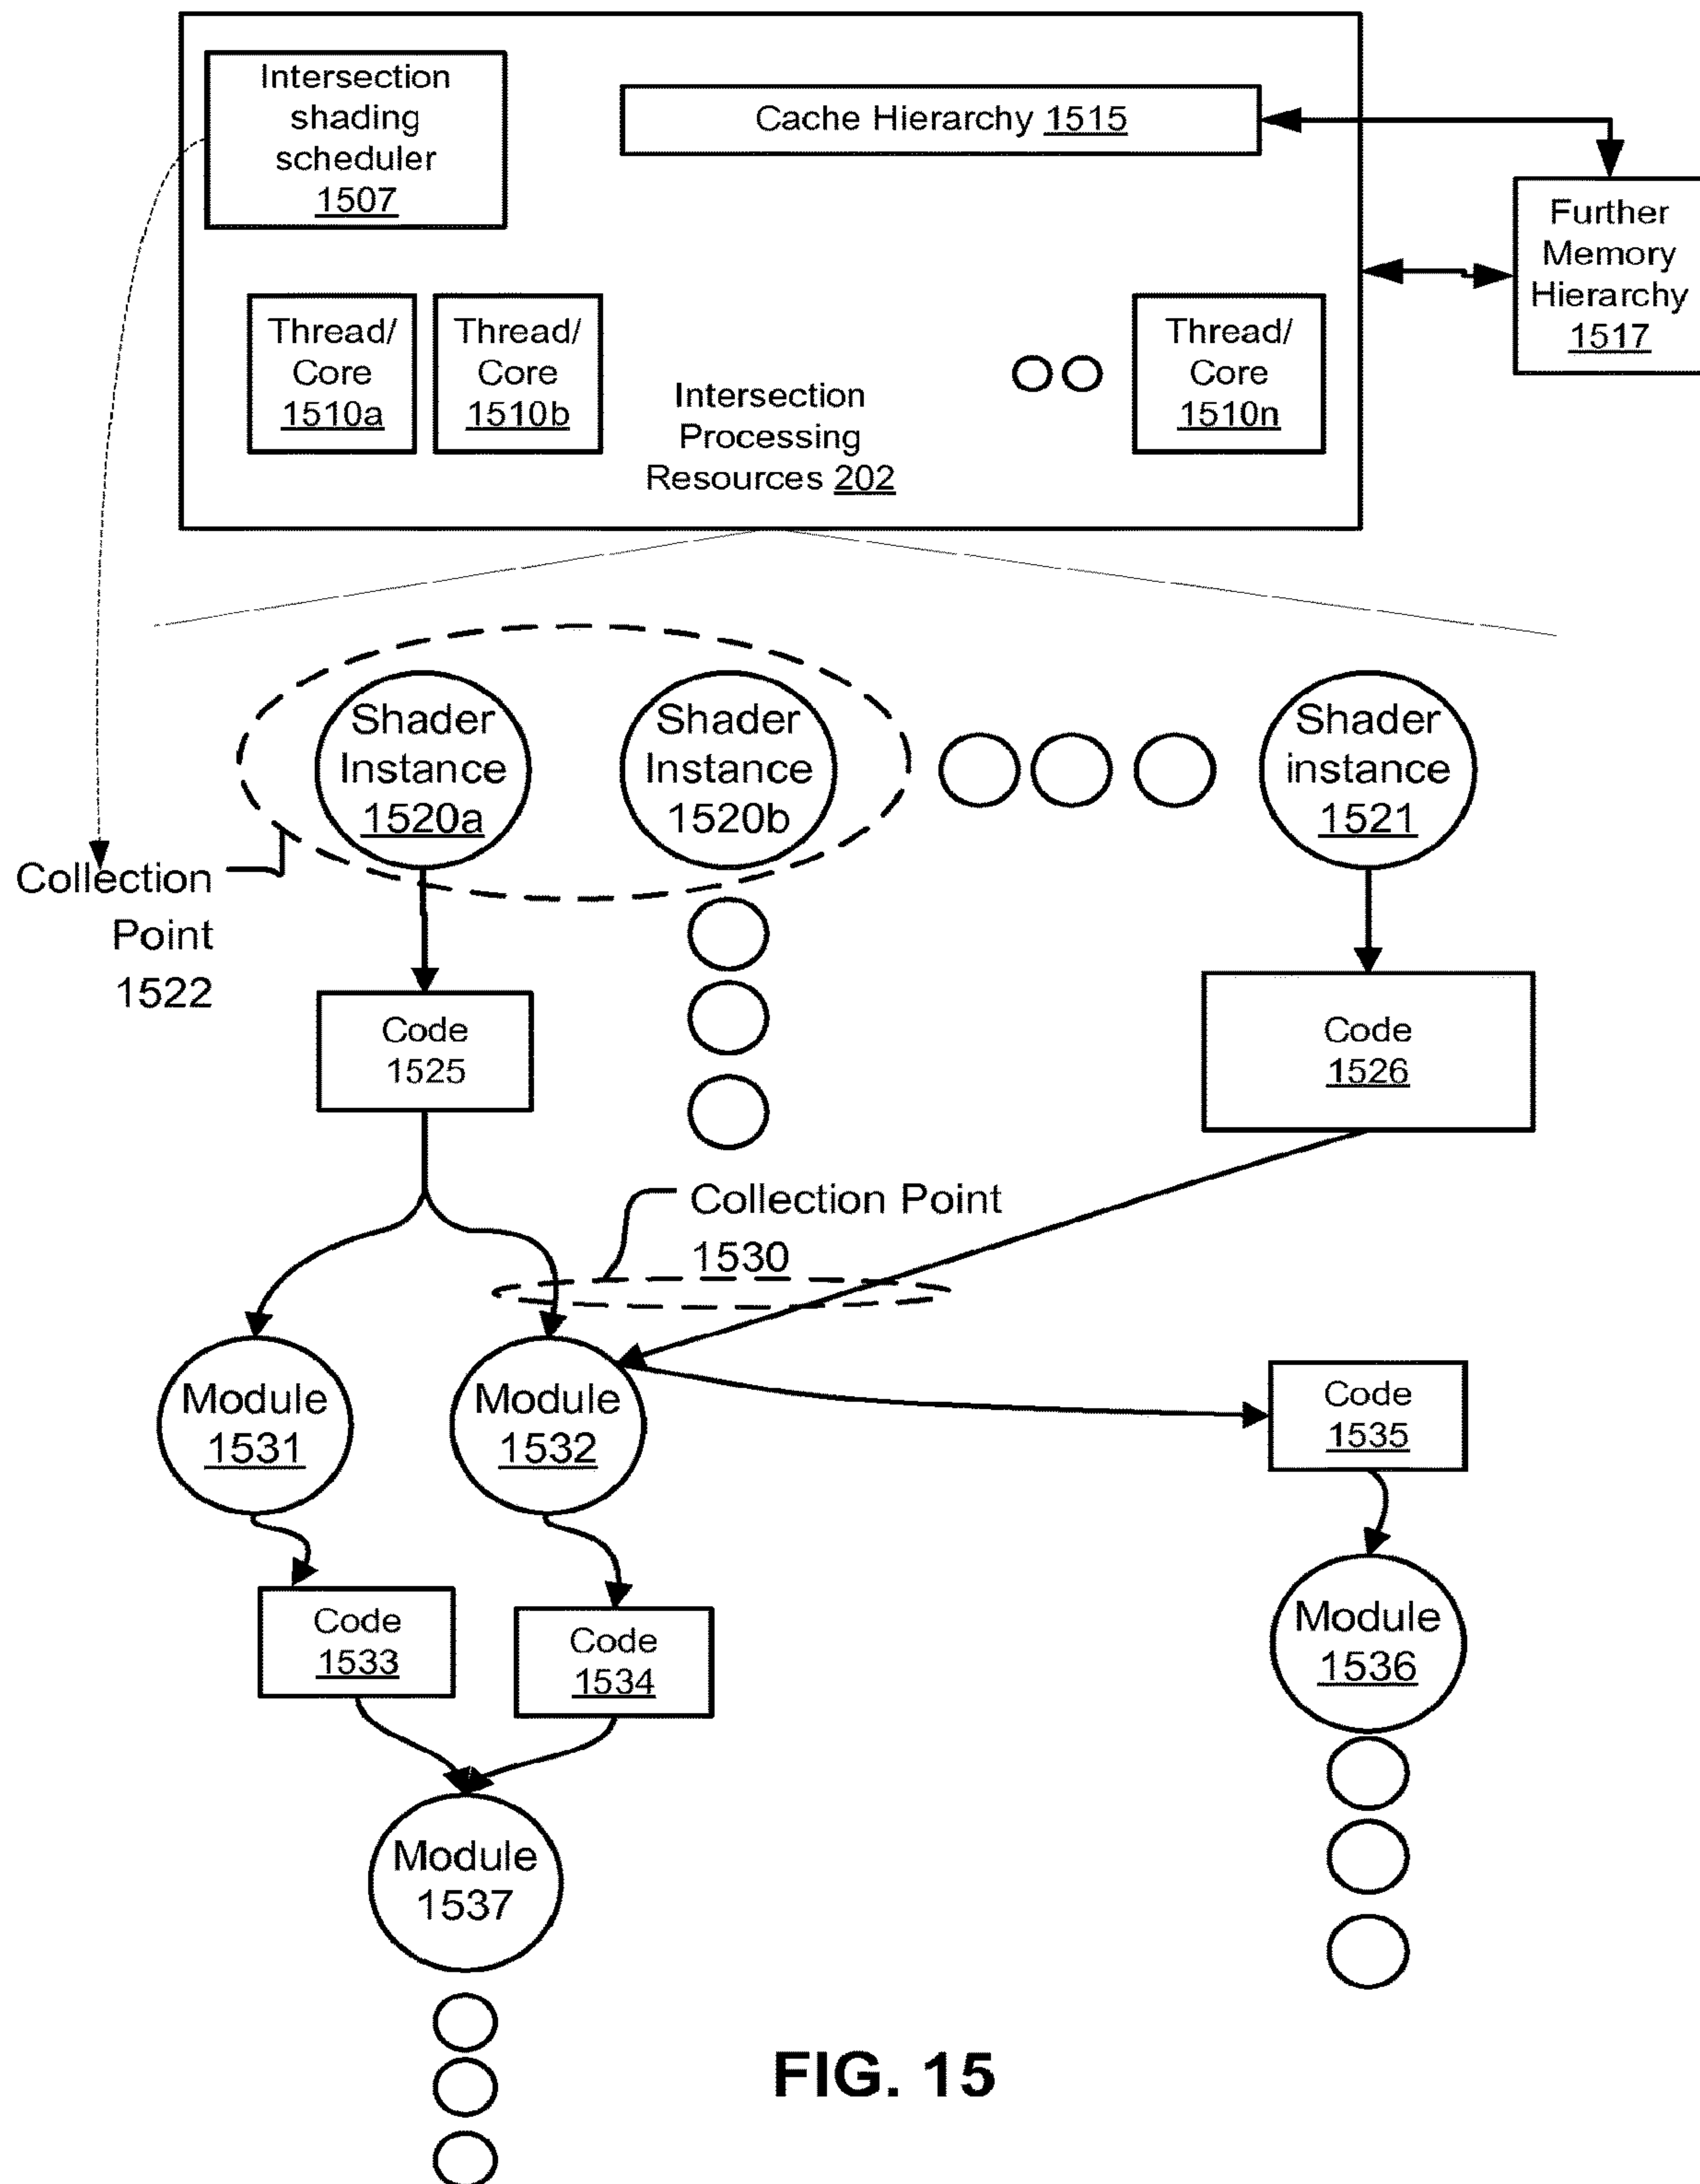 Intersection
shading
scheduler
1507
Cache Hierarchy 1515
Further
Memory
Hierarchy
1517
Thread/
Core
1510a
Thread/
Core
1510b
Intersection
Processing
Resources 202
Thread/
Core
1510n
Shader
Instance
1520a
Shader
Instance
1520b
Shader
instance
1521
Collection
Point
1522
Code
1525
Code
1526
Collection Point
1530
Module
1531
Module
1532
Code
1535
Code
1533
Code
1534
Module
1536
Module
1537
FIG. 15